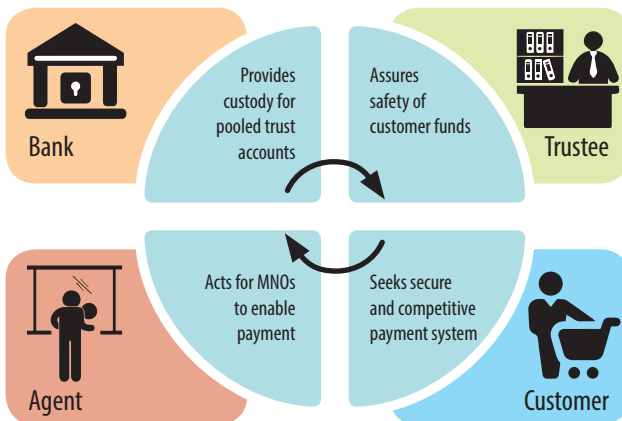 Provides
custody for
pooled trust
accounts
Bank
Assures
safety of
customer funds
Trustee
Acts for MNOs
to enable
payment
Agent
Seeks secure
and competitive
payment system
Customer